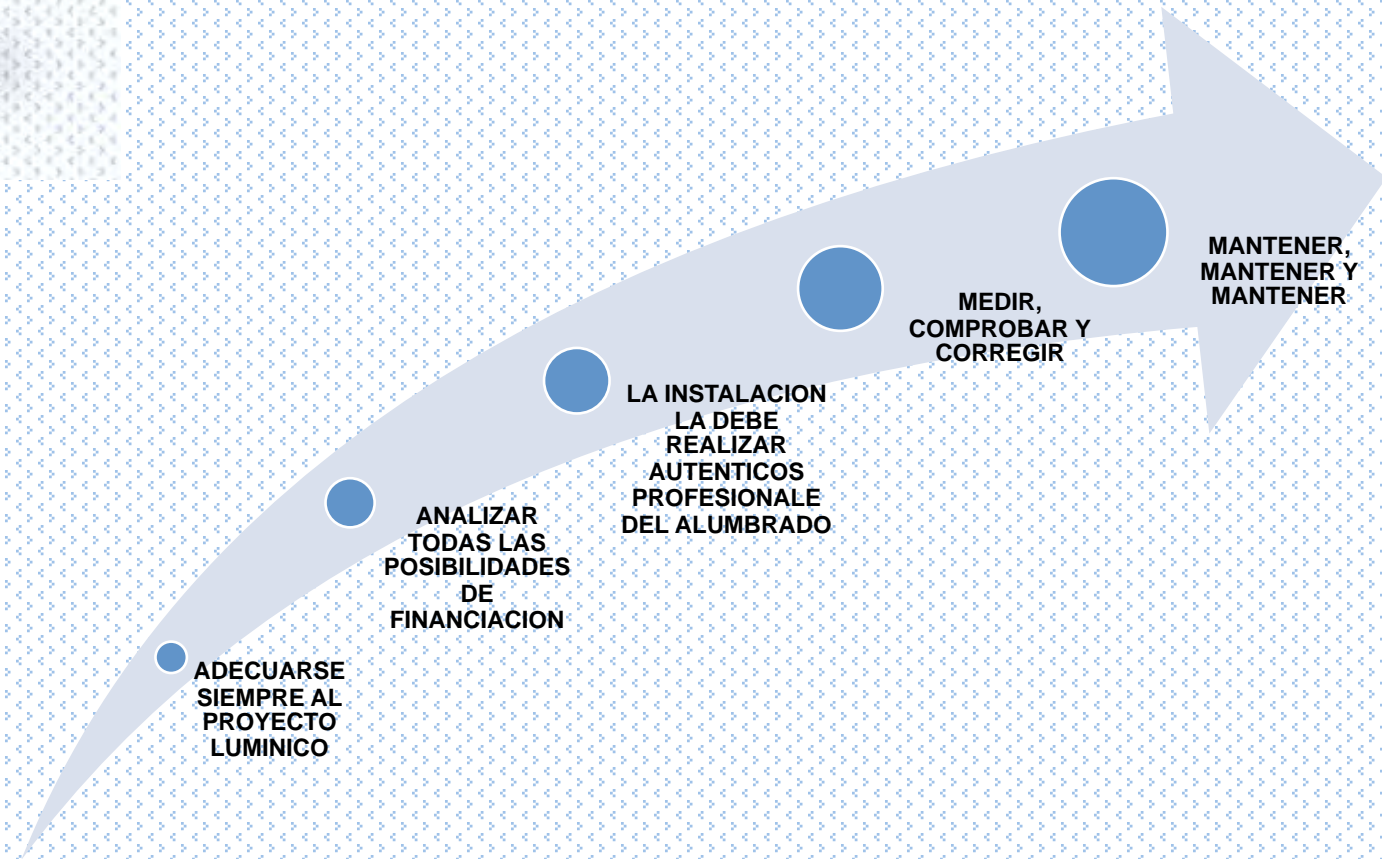 ADECUARSE
SIEMPRE AL
PROYECTO
LUMINICO
ANALIZAR
TODAS LAS
POSIBILIDADES
DE
FINANCIACION
LA INSTALACION
LA DEBE
REALIZAR
AUTENTICOS
PROFESIONALE
DEL ALUMBRADO
MEDIR,
COMPROBAR Y
CORREGIR
MANTENER,
MANTENER Y
MANTENER